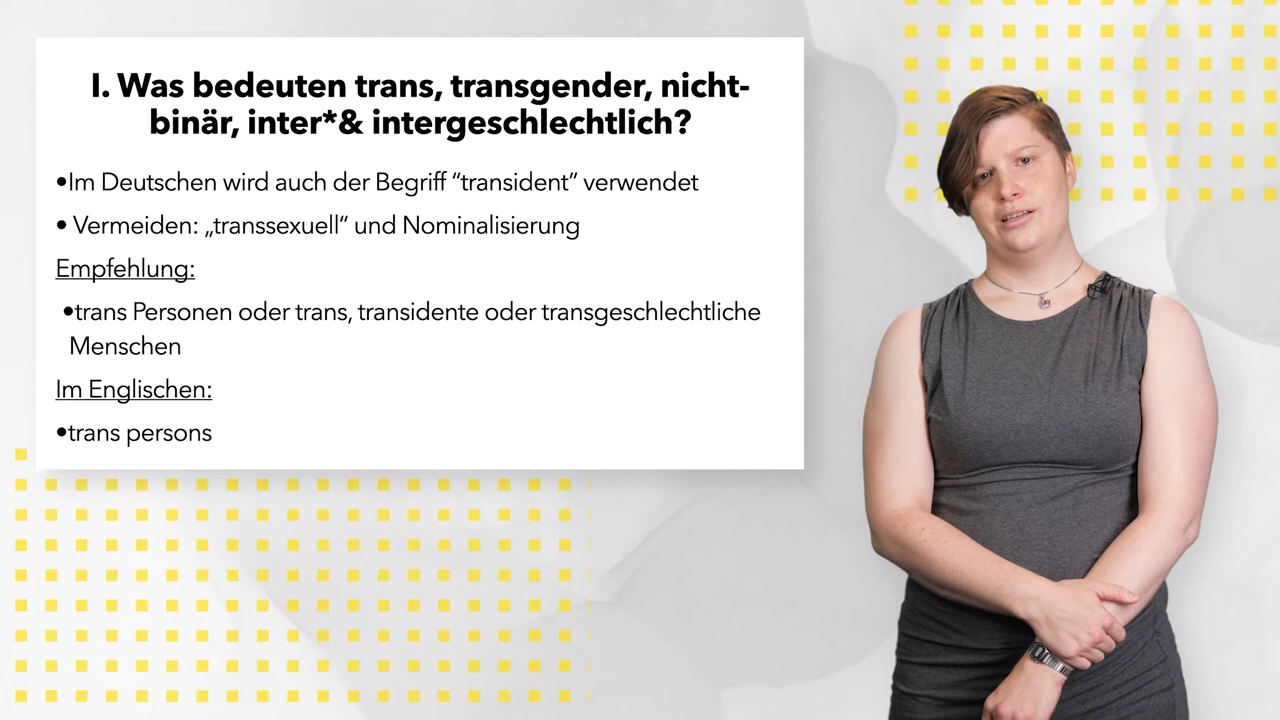 I. Was bedeuten trans, transgender, nicht-
binär, inter*& intergeschlechtlich?
•Im Deutschen wird auch der Begriff “transident” verwendet
• Vermeiden: „transsexuell“ und Nominalisierung
Empfehlung:
•trans Personen oder trans, transidente oder transgeschlechtliche
Menschen
Im Englischen:
•trans persons